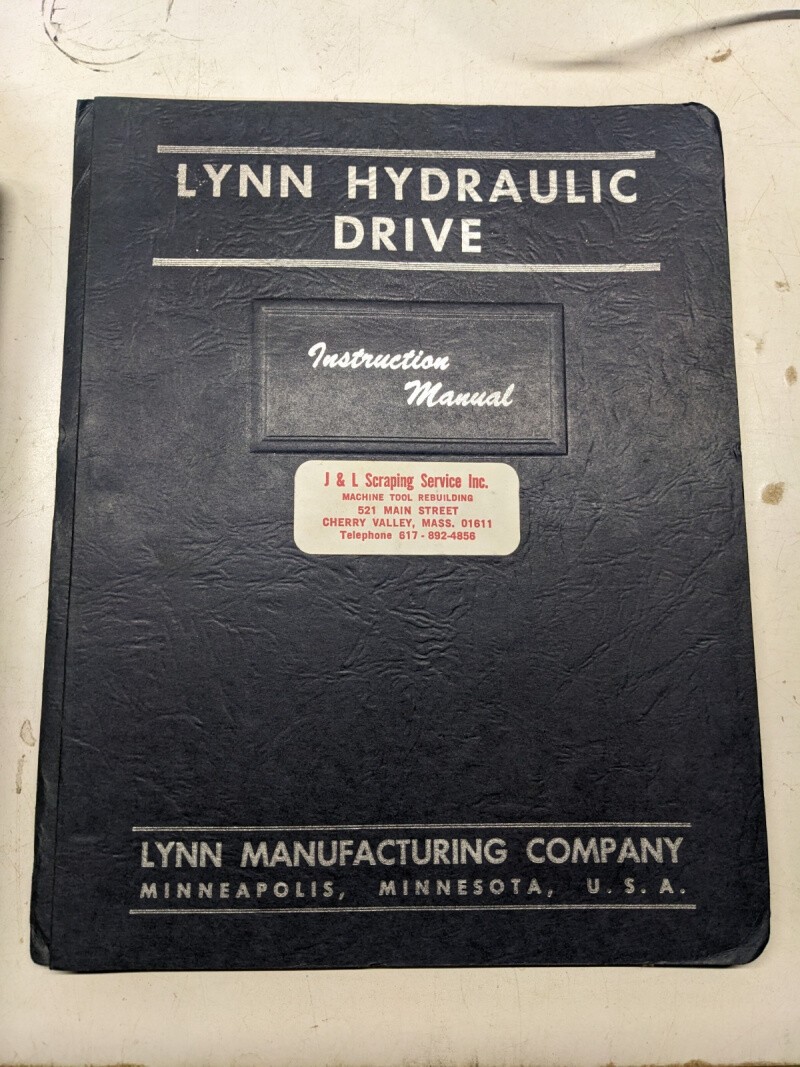 LYNN HYDRAULIC
DRIVE
Instruction
Manual
J & L Scraping Service Inc.
MACHINE TOOL REBUILDING
521 MAIN STREET
CHERRY VALLEY, MASS. 01611
Telephone 617 - 892-4856
LYNN MANUFACTURING COMPANY
MINNEAPOLIS, MINNESOTA, U. S. A.